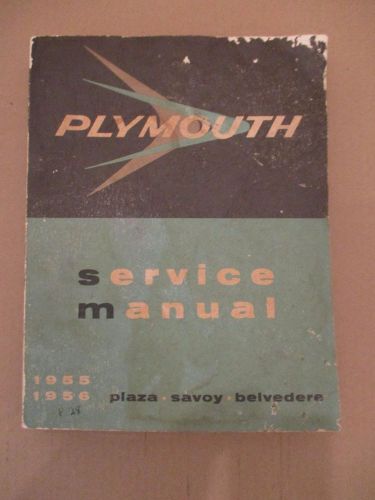 PLYMOUTH
service
manual
1955
1956 plaza · savoy · belvedere